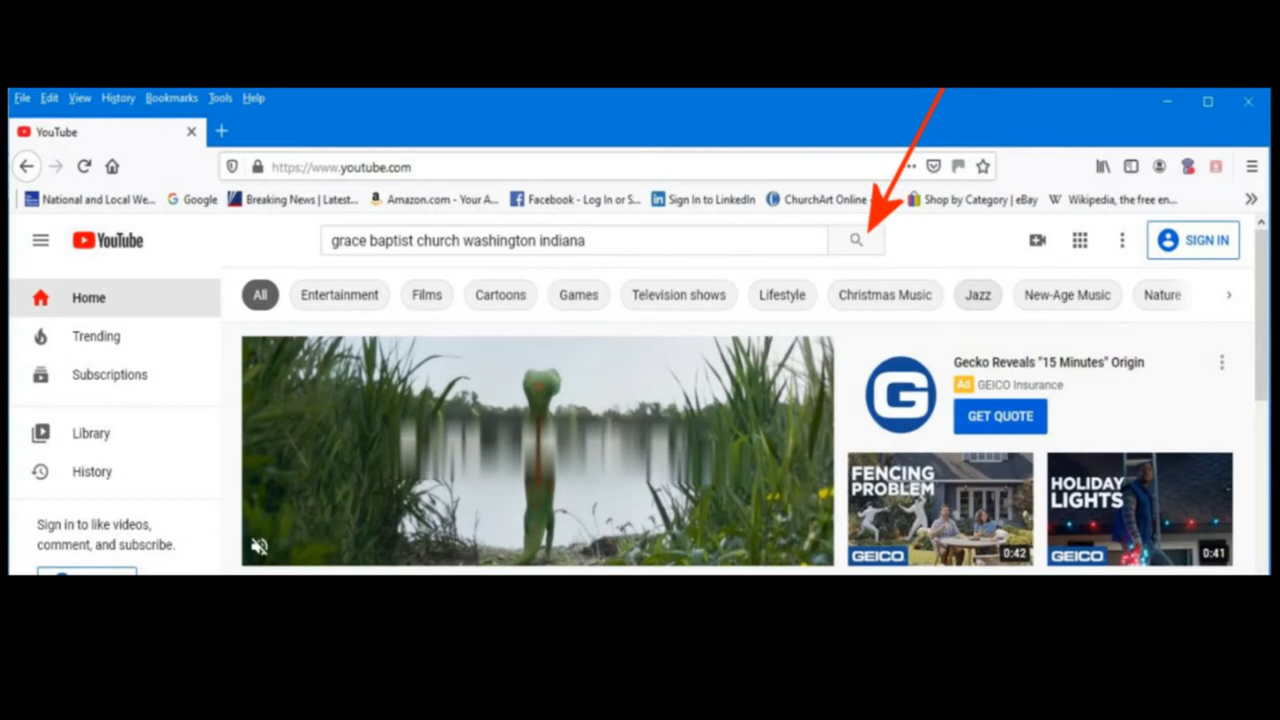 File Edit View History Bookmarks Tools Help
YouTube
https://www.youtube.com
National and Local We... Google Breaking News | Latest... Amazon.com - Your A... Facebook - Log In or S... Sign In to LinkedIn ChurchArt Online - Shop by Category | eBay Wikipedia, the free en...
YouTube grace baptist church washington indiana SIGN IN
All Entertainment Films Cartoons Games Television shows Lifestyle Christmas Music Jazz New-Age Music Nature
Home
Trending
Subscriptions
Library
History
Sign in to like videos,
comment, and subscribe.
Gecko Reveals "15 Minutes" Origin
Ad GEICO Insurance
GET QUOTE
FENCING
PROBLEM
GEICO 0:42
HOLIDAY
LIGHTS
GEICO 0:41